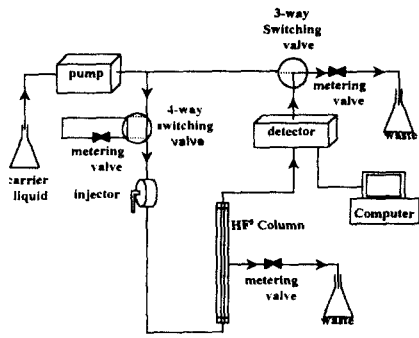 3-way
Switching
valve
pump
metering
valve
4-way
switching
valve
metering
valve
detector
waste
carrier
liquid
injector
Computer
HF⁵ Column
metering
valve
waste